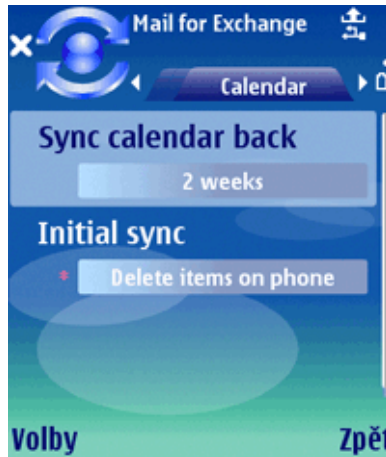 Mail for Exchange
Calendar
Sync calendar back
2 weeks
Initial sync
* Delete items on phone
Volby Zpět